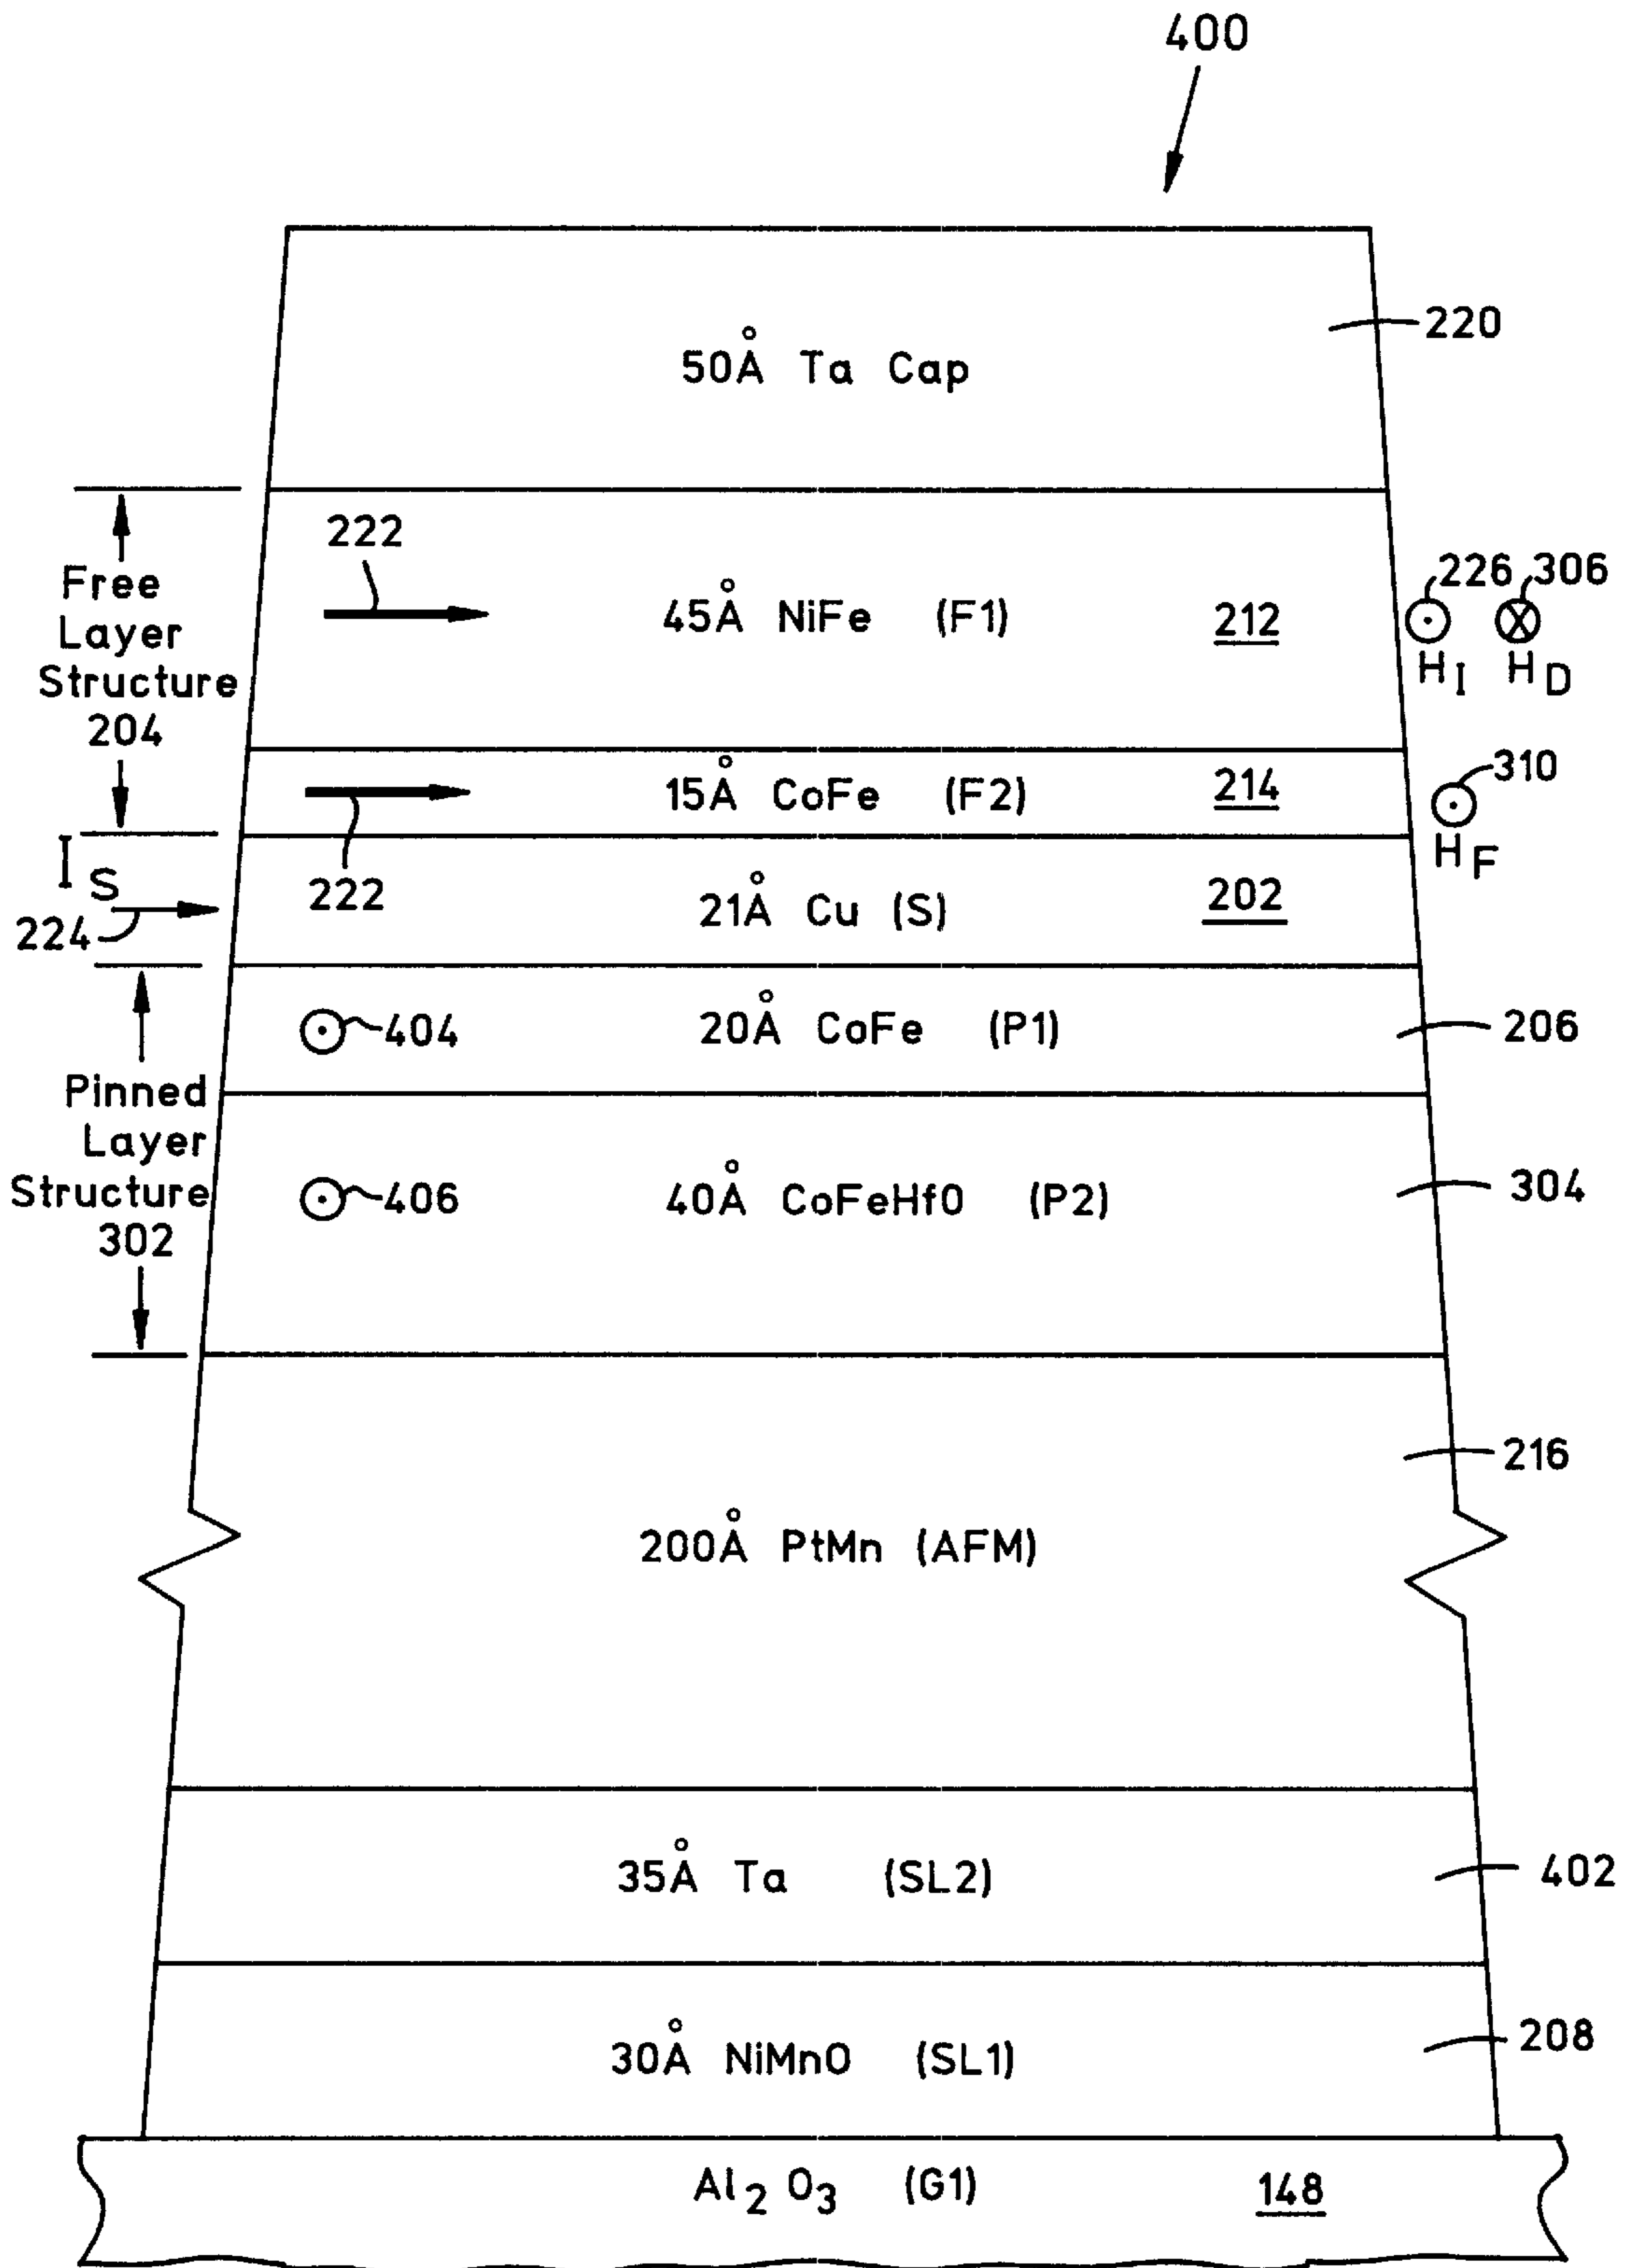 400
220
50Å Ta Cap
222
Free
Layer
Structure
204
45Å NiFe (F1) 212
226 306
H_I H_D
15Å CoFe (F2) 214
310
H_F
I_S
224
222
21Å Cu (S) 202
404
20Å CoFe (P1)
206
Pinned
Layer
Structure
302
406
40Å CoFeHfO (P2)
304
216
200Å PtMn (AFM)
35Å Ta (SL2)
402
30Å NiMnO (SL1)
208
Al₂O₃ (G1) 148